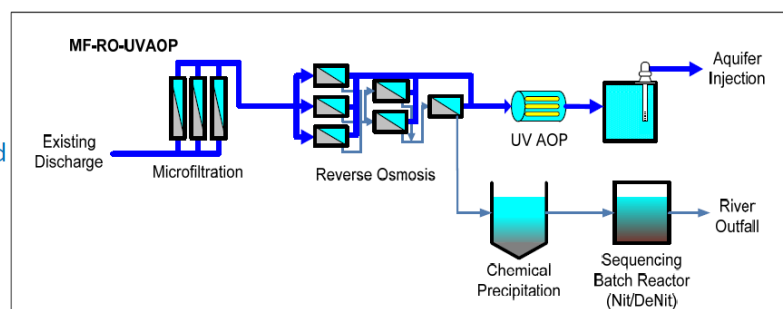 MF-RO-UVAOP
Aquifer
Injection
d
Existing
Discharge
Microfiltration
Reverse Osmosis
UV AOP
River
Outfall
Chemical
Precipitation
Sequencing
Batch Reactor
(Nit/DeNit)